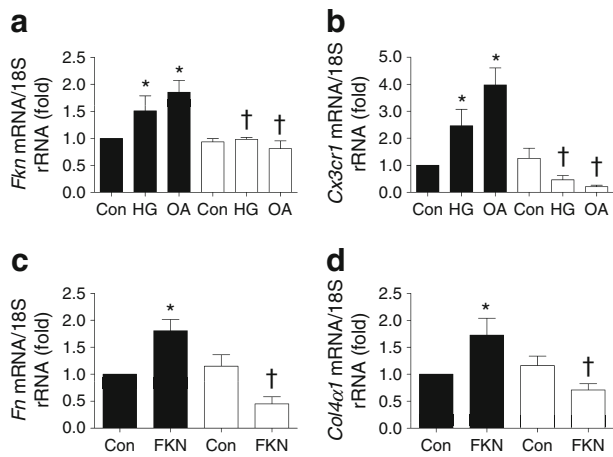 a
Fkn mRNA/18S
rRNA (fold)
2.5
2.0
1.5
1.0
0.5
0.0
* * † †
Con HG OA Con HG OA
b
Cx3cr1 mRNA/18S
rRNA (fold)
5.0
4.0
3.0
2.0
1.0
0.0
* * † †
Con HG OA Con HG OA
c
Fn mRNA/18S
rRNA (fold)
2.5
2.0
1.5
1.0
0.5
0.0
* †
Con FKN Con FKN
d
Col4α1 mRNA/18S
rRNA (fold)
2.5
2.0
1.5
1.0
0.5
0.0
* †
Con FKN Con FKN